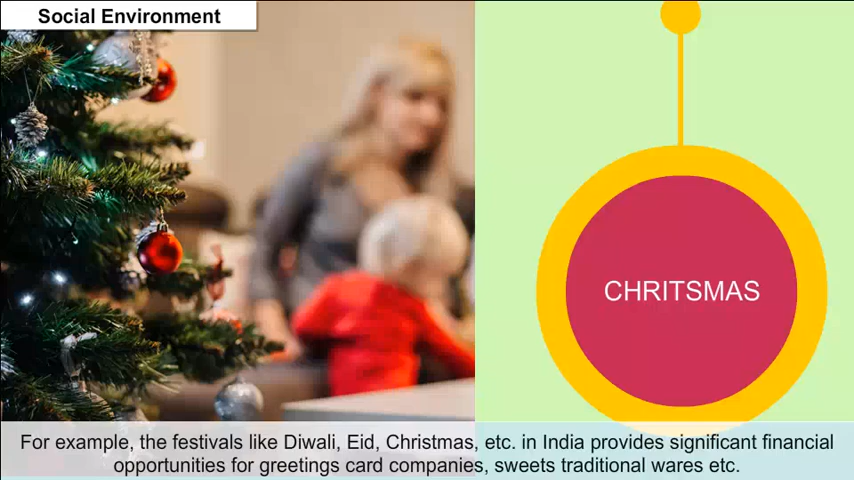 Social Environment
CHRITSMAS
For example, the festivals like Diwali, Eid, Christmas, etc. in India provides significant financial
opportunities for greetings card companies, sweets traditional wares etc.